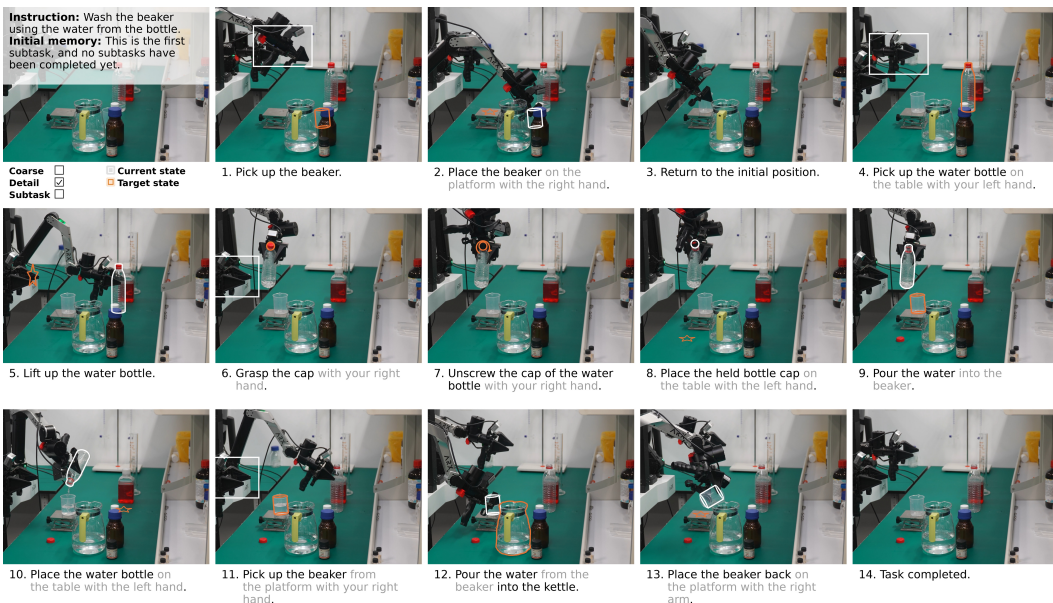 Instruction: Wash the beaker
using the water from the bottle.
Initial memory: This is the first
subtask, and no subtasks have
been completed yet.
Coarse
Detail
Subtask
Current state
Target state
1. Pick up the beaker.
2. Place the beaker on the
platform with the right hand.
3. Return to the initial position.
4. Pick up the water bottle on
the table with your left hand.
5. Lift up the water bottle.
6. Grasp the cap with your right
hand.
7. Unscrew the cap of the water
bottle with your right hand.
8. Place the held bottle cap on
the table with the left hand.
9. Pour the water into the
beaker.
10. Place the water bottle on
the table with the left hand.
11. Pick up the beaker from
the platform with your right
hand.
12. Pour the water from the
beaker into the kettle.
13. Place the beaker back on
the platform with the right
arm.
14. Task completed.